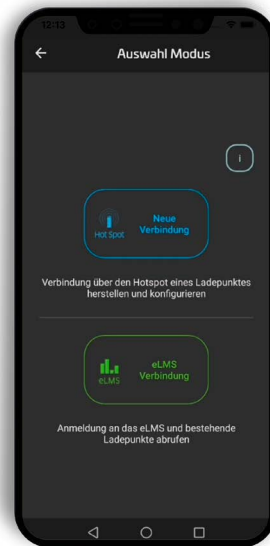 12:13
Auswahl Modus
i
Hot Spot
Neue
Verbindung
Verbindung über den Hotspot eines Ladepunktes
herstellen und konfigurieren
eLMS
eLMS
Verbindung
Anmeldung an das eLMS und bestehende
Ladepunkte abrufen